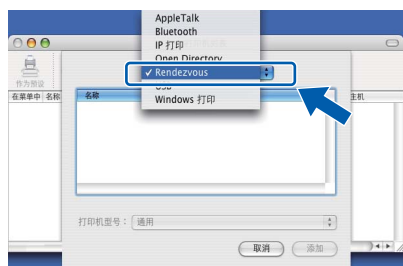 AppleTalk
Bluetooth
IP 打印
Open Directory
✓ Rendezvous
USB
Windows 打印
作为预设
在菜单中 名称
主机
名称
打印机型号： 通用
取消 添加